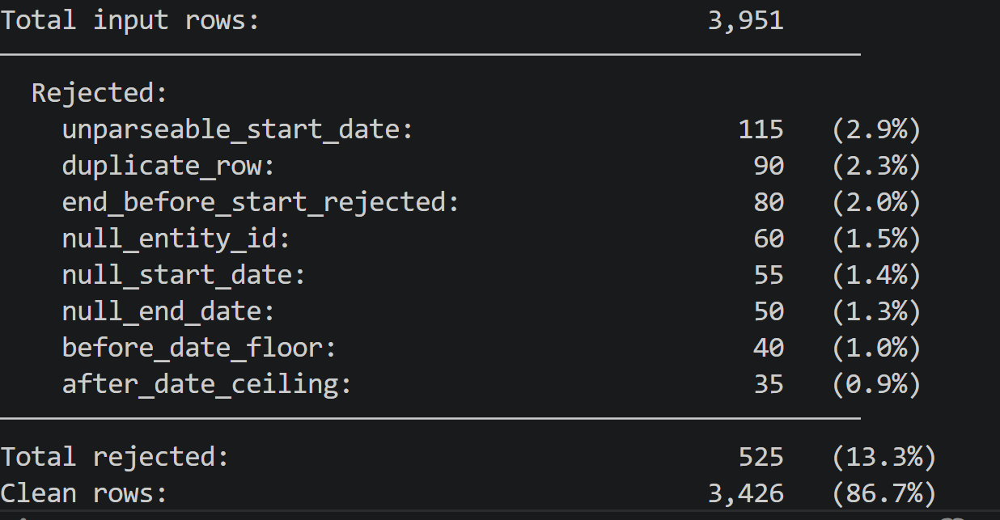 Total input rows: 3,951
Rejected:
unparseable_start_date: 115 (2.9%)
duplicate_row: 90 (2.3%)
end_before_start_rejected: 80 (2.0%)
null_entity_id: 60 (1.5%)
null_start_date: 55 (1.4%)
null_end_date: 50 (1.3%)
before_date_floor: 40 (1.0%)
after_date_ceiling: 35 (0.9%)
Total rejected: 525 (13.3%)
Clean rows: 3,426 (86.7%)